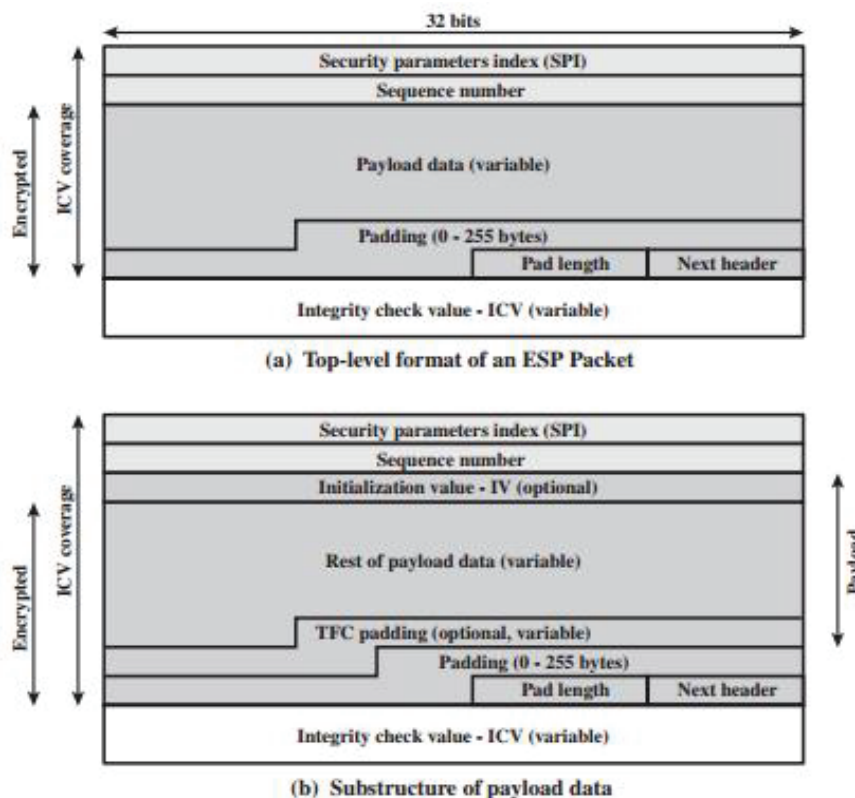 32 bits
Security parameters index (SPI)
Sequence number
Encrypted
ICV coverage
Payload data (variable)
Padding (0 - 255 bytes)
Pad length
Next header
Integrity check value - ICV (variable)
(a) Top-level format of an ESP Packet
Security parameters index (SPI)
Sequence number
Initialization value - IV (optional)
Encrypted
ICV coverage
Rest of payload data (variable)
Payload
TFC padding (optional, variable)
Padding (0 - 255 bytes)
Pad length
Next header
Integrity check value - ICV (variable)
(b) Substructure of payload data